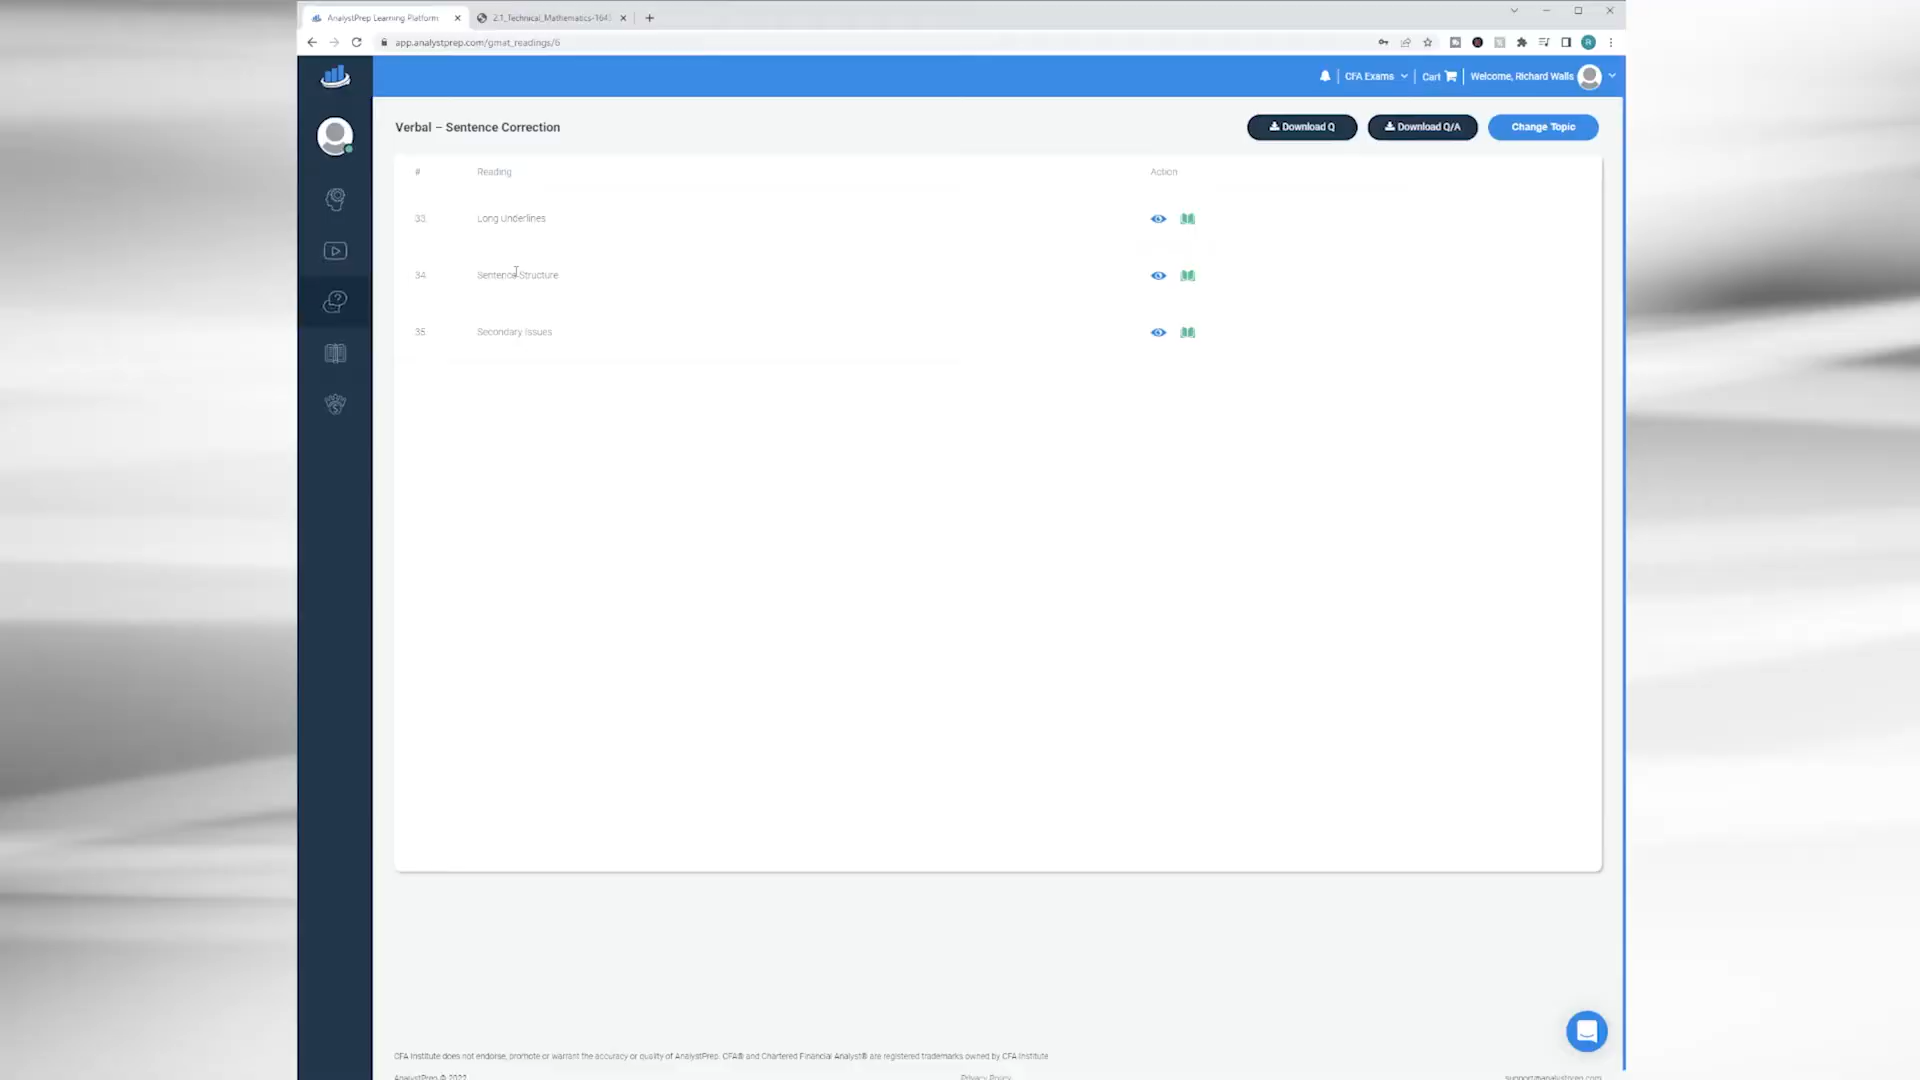 AnalystPrep Learning Platform
2.1_Technical_Mathematics-164
app.analystprep.com/gmat_readings/6
R
CFA Exams
Cart
Welcome, Richard Walls
Verbal – Sentence Correction
Download Q
Download Q/A
Change Topic
# Reading Action
33. Long Underlines
34. Sentence Structure
35. Secondary Issues
CFA Institute does not endorse, promote or warrant the accuracy or quality of AnalystPrep. CFA® and Chartered Financial Analyst® are registered trademarks owned by CFA Institute
AnalystPrep © 2022 Privacy Policy. support@analystprep.com